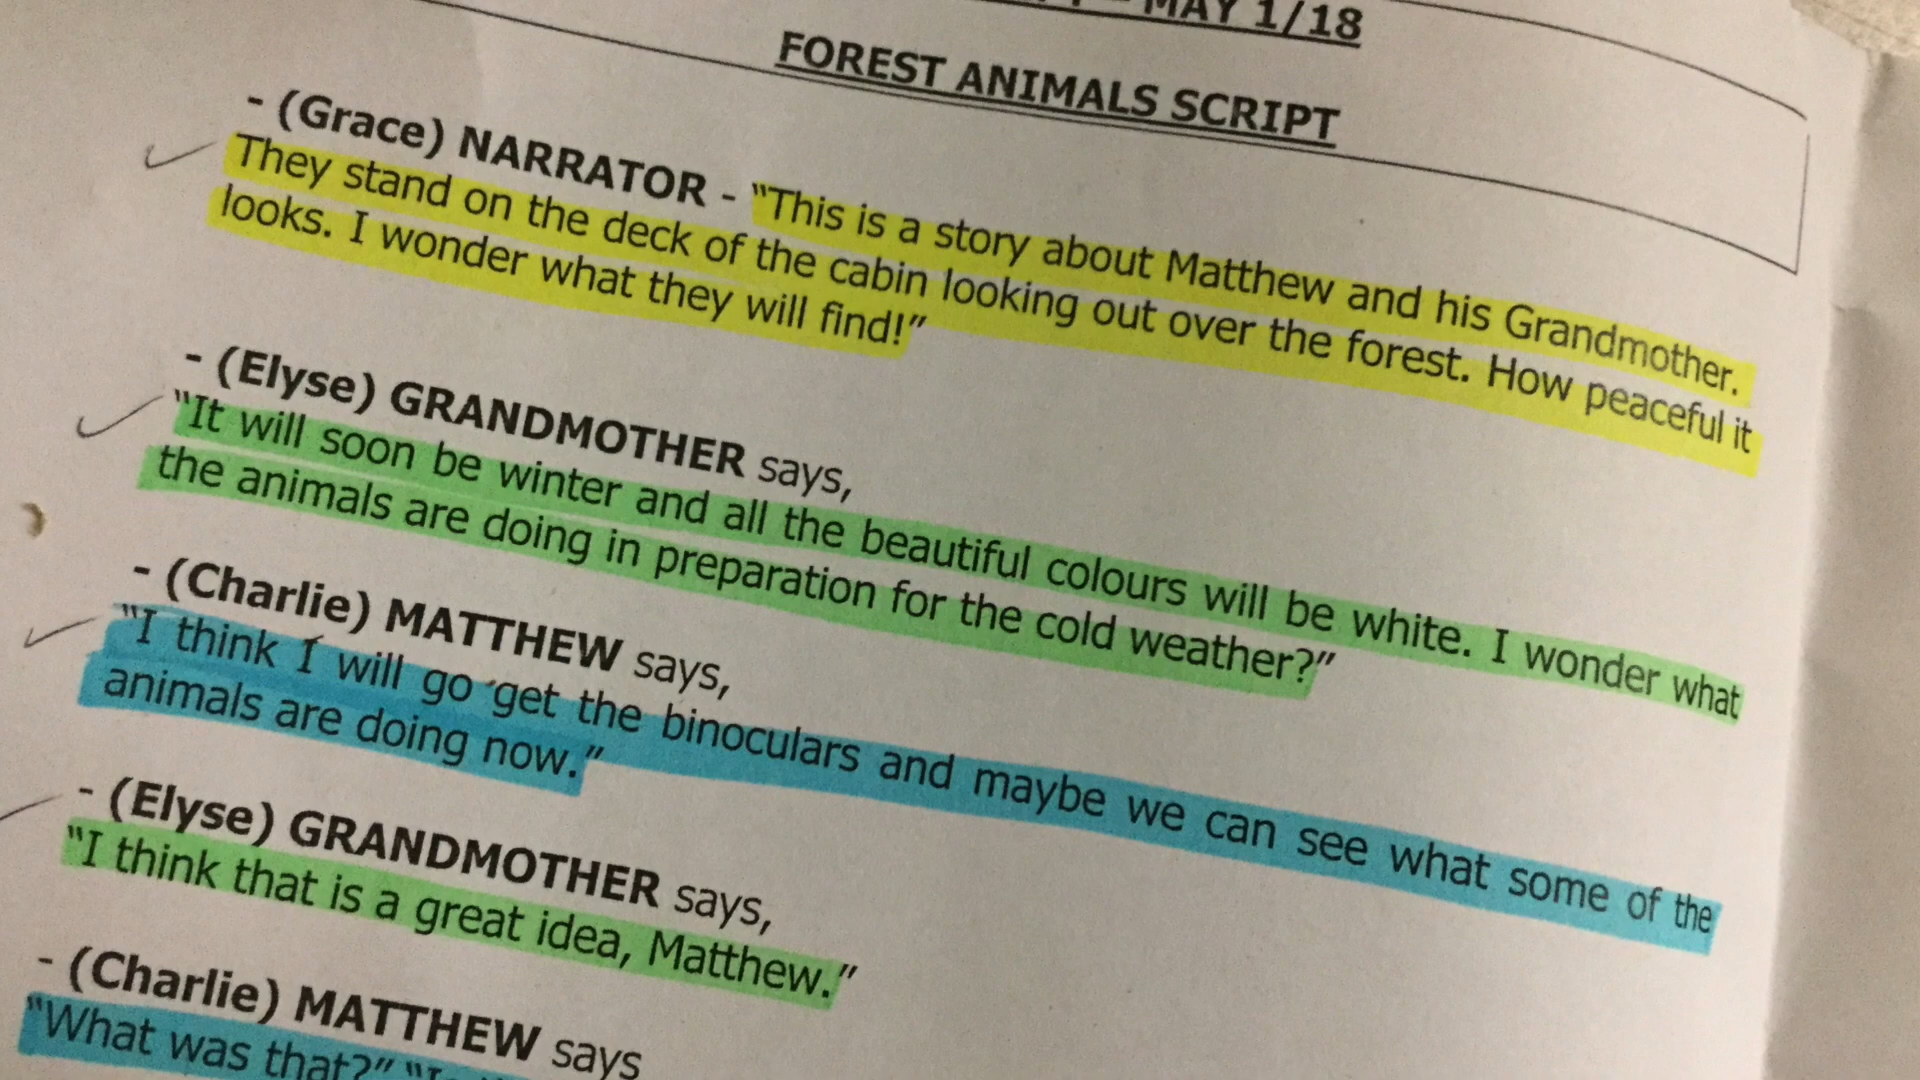 MAY 1/18
FOREST ANIMALS SCRIPT
- (Grace) NARRATOR - "This is a story about Matthew and his Grandmother.
They stand on the deck of the cabin looking out over the forest. How peaceful it
looks. I wonder what they will find!"
- (Elyse) GRANDMOTHER says,
"It will soon be winter and all the beautiful colours will be white. I wonder what
the animals are doing in preparation for the cold weather?"
- (Charlie) MATTHEW says,
"I think I will go get the binoculars and maybe we can see what some of the
animals are doing now."
- (Elyse) GRANDMOTHER says,
"I think that is a great idea, Matthew."
- (Charlie) MATTHEW says
"What was that?"